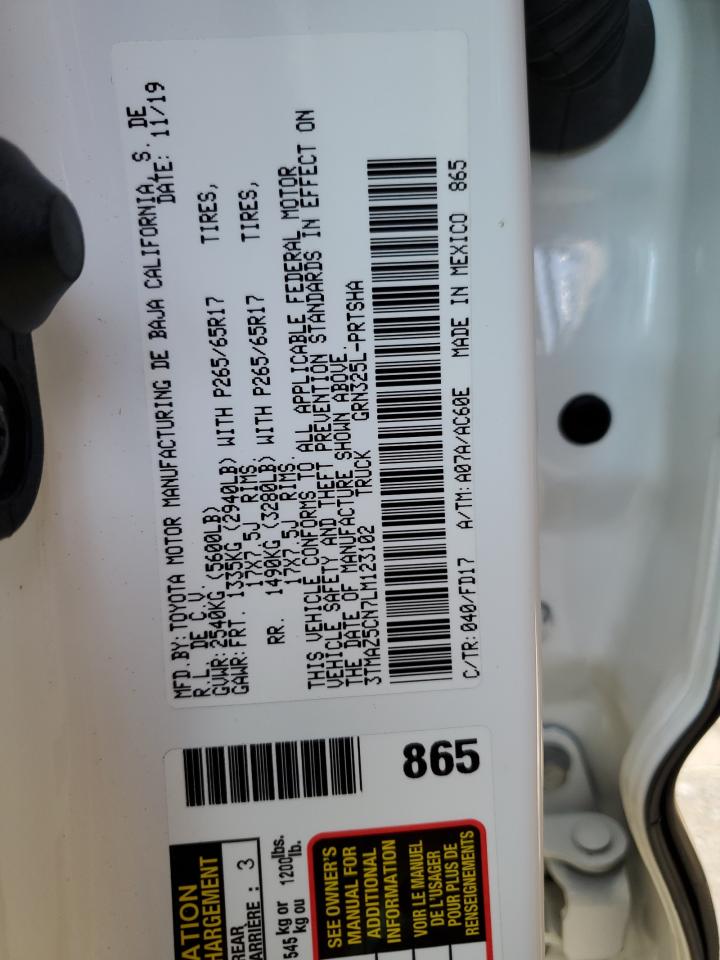 MFD.BY:TOYOTA MOTOR MANUFACTURING DE BAJA CALIFORNIA, S. DE
R.L. DE C.V. DATE: 11/19
GVWR: 2540KG (5600LB)
GAWR:FRT. 1335KG (2940LB) WITH P265/65R17 TIRES,
17X7.5J RIMS.
RR. 1490KG (3280LB) WITH P265/65R17 TIRES,
17X7.5J RIMS.
THIS VEHICLE CONFORMS TO ALL APPLICABLE FEDERAL MOTOR
VEHICLE SAFETY AND THEFT PREVENTION STANDARDS IN EFFECT ON
THE DATE OF MANUFACTURE SHOWN ABOVE.
3TMAZ5CN7LM123102 TRUCK GRN325L-PRTSHA
C/TR:040/FD17 A/TM:A07A/AC60E MADE IN MEXICO 865
865
ATION
HARGEMENT
REAR
ARRIÈRE : 3
545 kg or 1200lbs.
kg ou lb.
SEE OWNER'S
MANUAL FOR
ADDITIONAL
INFORMATION
VOIR LE MANUEL
DE L'USAGER
POUR PLUS DE
RENSEIGNEMENTS